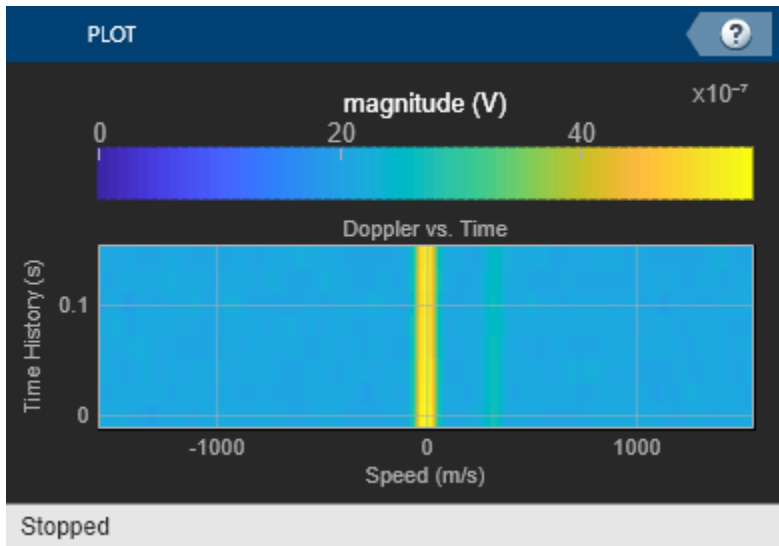 PLOT
?
magnitude (V)
x10⁻⁷
0 20 40
Doppler vs. Time
Time History (s)
0.1
0
-1000 0 1000
Speed (m/s)
Stopped